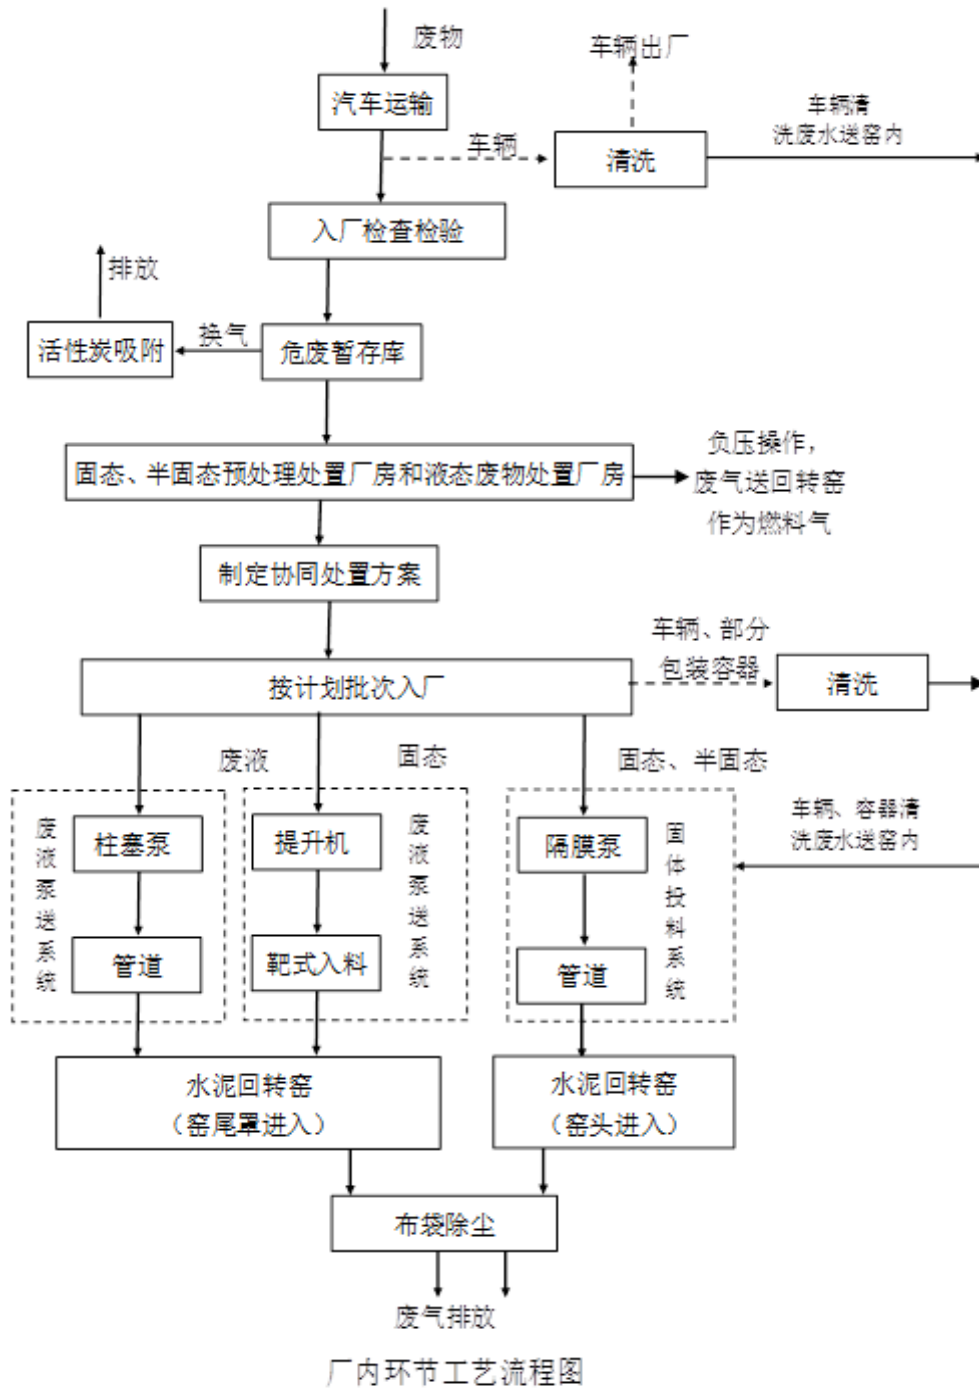 废物
车辆出厂
汽车运输
车辆
清洗
车辆清
洗废水送窑内
入厂检查检验
排放
活性炭吸附
换气
危废暂存库
固态、半固态预处理处置厂房和液态废物处置厂房
负压操作，
废气送回转窑
作为燃料气
制定协同处置方案
车辆、部分
包装容器
按计划批次入厂
清洗
废液
固态
固态、半固态
废液泵送系统
柱塞泵
管道
提升机
靶式入料
废液泵送系统
隔膜泵
管道
固体投料系统
车辆、容器清
洗废水送窑内
水泥回转窑
（窑尾罩进入）
水泥回转窑
（窑头进入）
布袋除尘
废气排放
厂内环节工艺流程图